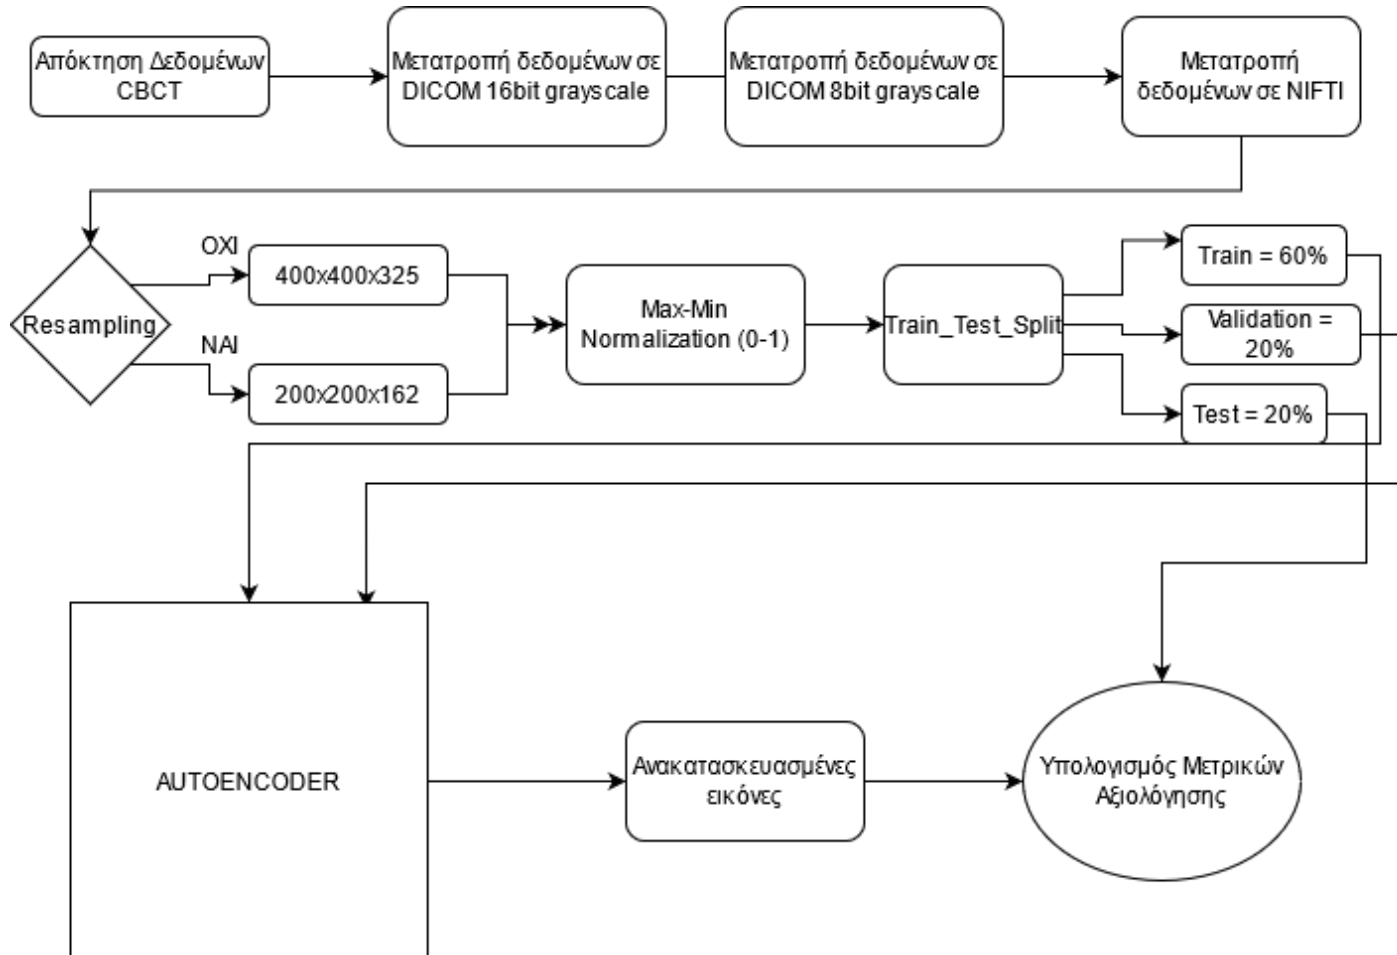 Απόκτηση Δεδομένων
CBCT
Μετατροπή δεδομένων σε
DICOM 16bit grayscale
Μετατροπή δεδομένων σε
DICOM 8bit grayscale
Μετατροπή
δεδομένων σε NIFTI
Resampling
ΟΧΙ
400x400x325
ΝΑΙ
200x200x162
Max-Min
Normalization (0-1)
Train_Test_Split
Train = 60%
Validation =
20%
Test = 20%
AUTOENCODER
Ανακατασκευασμένες
εικόνες
Υπολογισμός Μετρικών
Αξιολόγησης